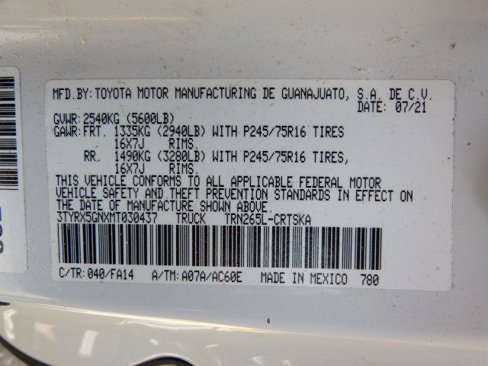 MFD.BY:TOYOTA MOTOR MANUFACTURING DE GUANAJUATO, S.A. DE C.V.
DATE: 07/21
GVWR:2540KG (5600LB)
GAWR:FRT. 1335KG (2940LB) WITH P245/75R16 TIRES
16X7J RIMS,
RR. 1490KG (3280LB) WITH P245/75R16 TIRES,
16X7J RIMS.
THIS VEHICLE CONFORMS TO ALL APPLICABLE FEDERAL MOTOR
VEHICLE SAFETY AND THEFT PREVENTION STANDARDS IN EFFECT ON
THE DATE OF MANUFACTURE SHOWN ABOVE.
3TYRX5GNXMT030437 TRUCK TRN265L-CRTSKA
C/TR:040/FA14 A/TM:A07A/AC60E MADE IN MEXICO 780